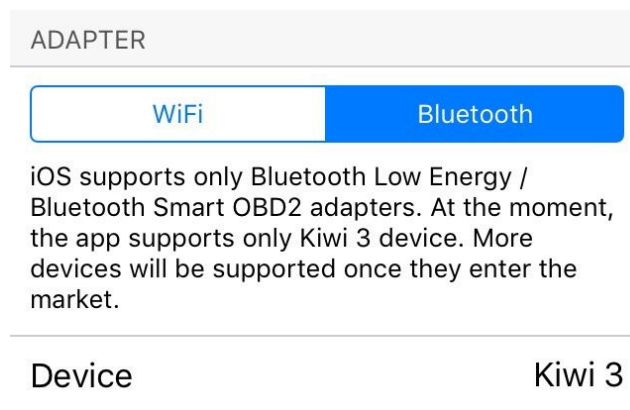 ADAPTER
WiFi Bluetooth
iOS supports only Bluetooth Low Energy /
Bluetooth Smart OBD2 adapters. At the moment,
the app supports only Kiwi 3 device. More
devices will be supported once they enter the
market.
Device Kiwi 3